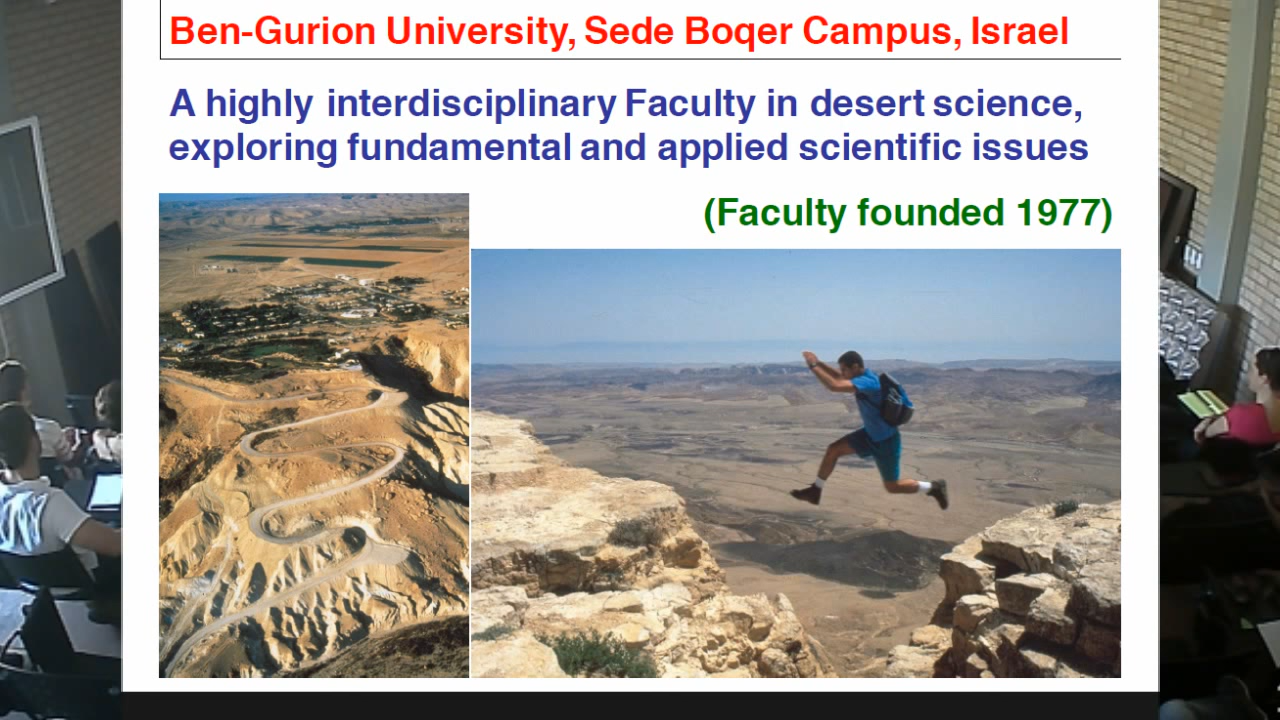 Ben-Gurion University, Sede Boqer Campus, Israel
A highly interdisciplinary Faculty in desert science,
exploring fundamental and applied scientific issues
(Faculty founded 1977)